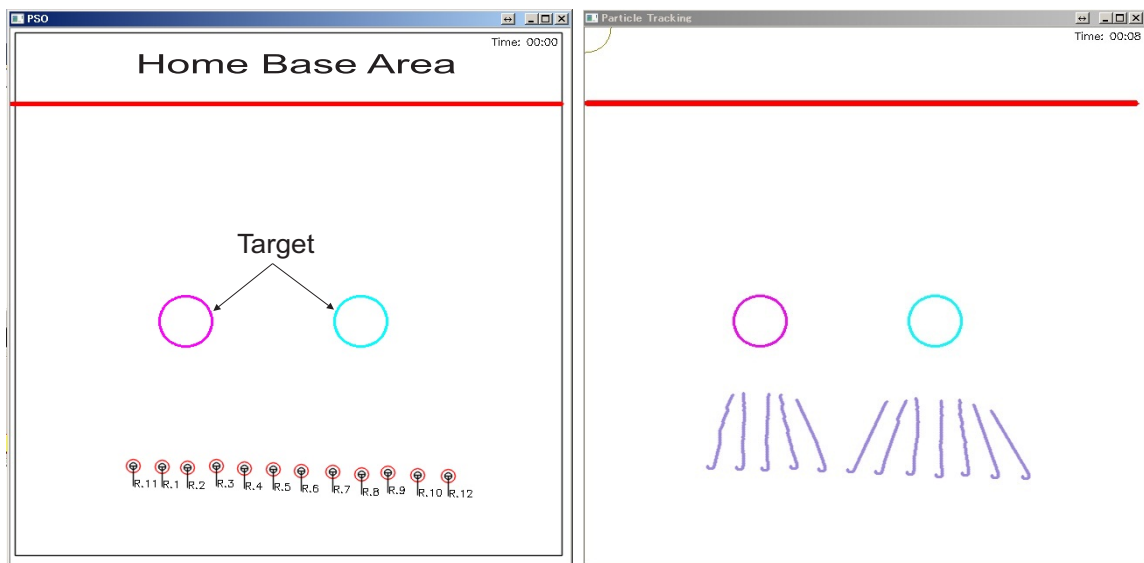 PSO
Time: 00:00
Home Base Area
Target
R.11
R.1
R.2
R.3
R.4
R.5
R.6
R.7
R.8
R.9
R.10
R.12
Particle Tracking
Time: 00:08